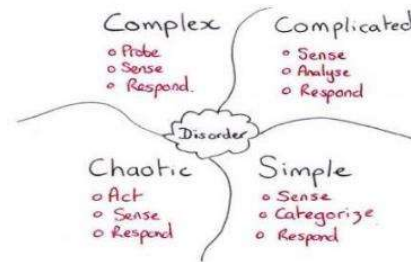 Complex
o Probe
o Sense
o Respond.
Complicated
o Sense
o Analyse
o Respond
Disorder
Chaotic
o Act
o Sense
o Respond
Simple
o Sense
o Categorize
o Respond